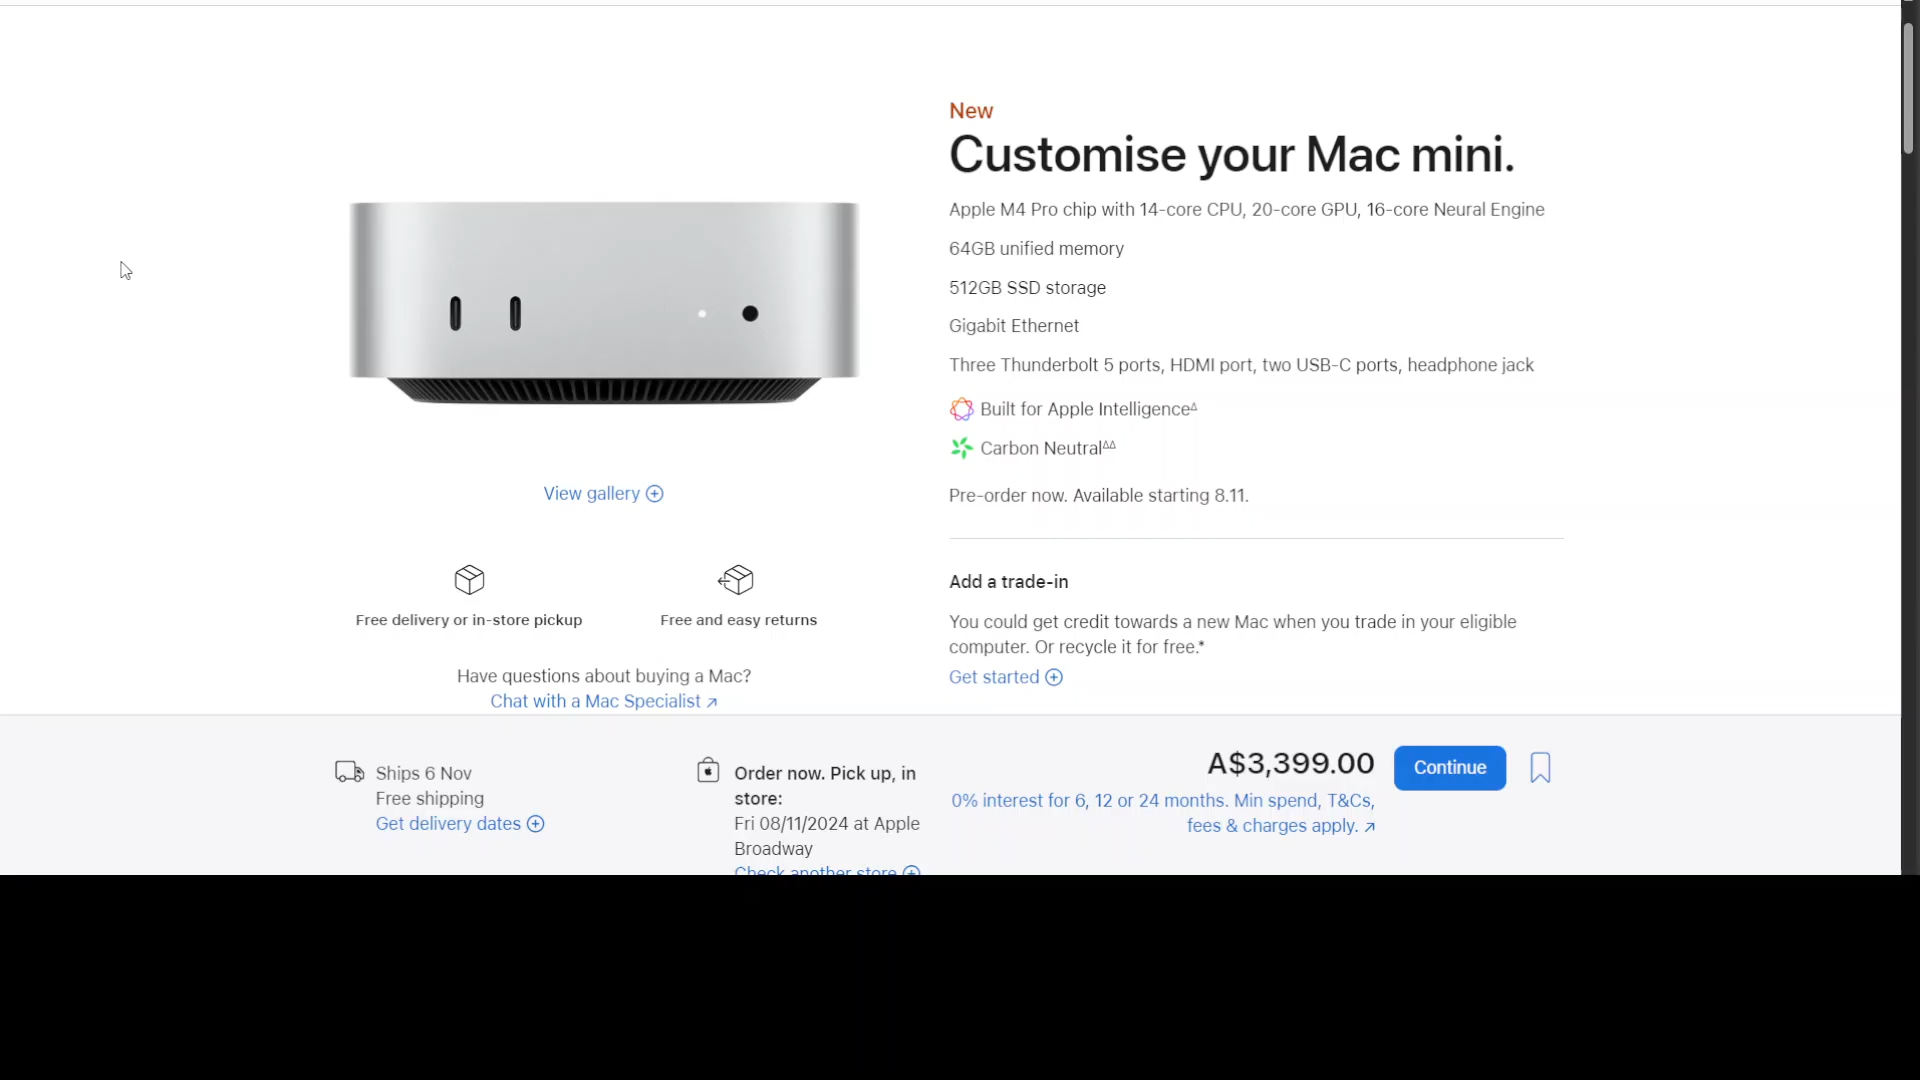 New
Customise your Mac mini.
Apple M4 Pro chip with 14-core CPU, 20-core GPU, 16-core Neural Engine
64GB unified memory
512GB SSD storage
Gigabit Ethernet
Three Thunderbolt 5 ports, HDMI port, two USB-C ports, headphone jack
Built for Apple Intelligence∆
Carbon Neutral∆∆
Pre-order now. Available starting 8.11.
View gallery
Free delivery or in-store pickup
Free and easy returns
Have questions about buying a Mac?
Chat with a Mac Specialist ↗
Add a trade-in
You could get credit towards a new Mac when you trade in your eligible
computer. Or recycle it for free.*
Get started
Ships 6 Nov
Free shipping
Get delivery dates
Order now. Pick up, in
store:
Fri 08/11/2024 at Apple
Broadway
Check another store
A$3,399.00
0% interest for 6, 12 or 24 months. Min spend, T&Cs,
fees & charges apply. ↗
Continue